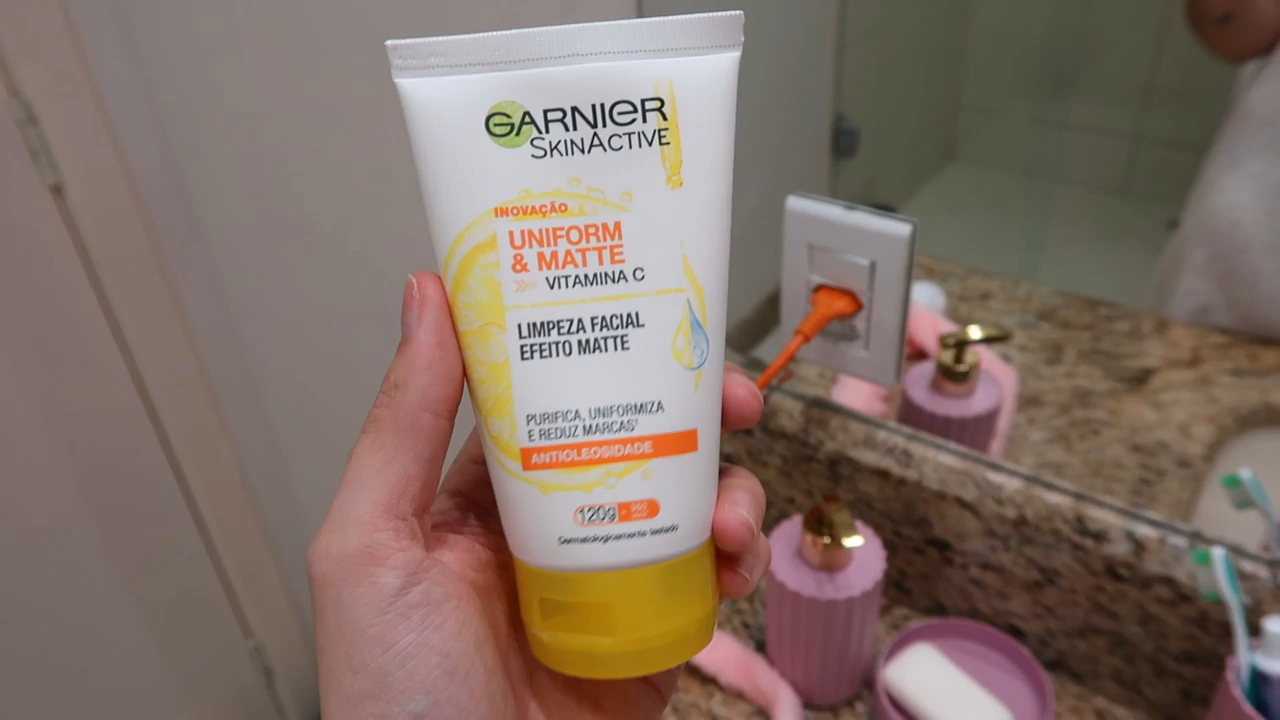 GARNIER
SKINACTIVE
INOVAÇÃO
UNIFORM
& MATTE
VITAMINA C
LIMPEZA FACIAL
EFEITO MATTE
PURIFICA, UNIFORMIZA
E REDUZ MARCAS¹
ANTIOLEOSIDADE
120g
Dermatologicamente testado